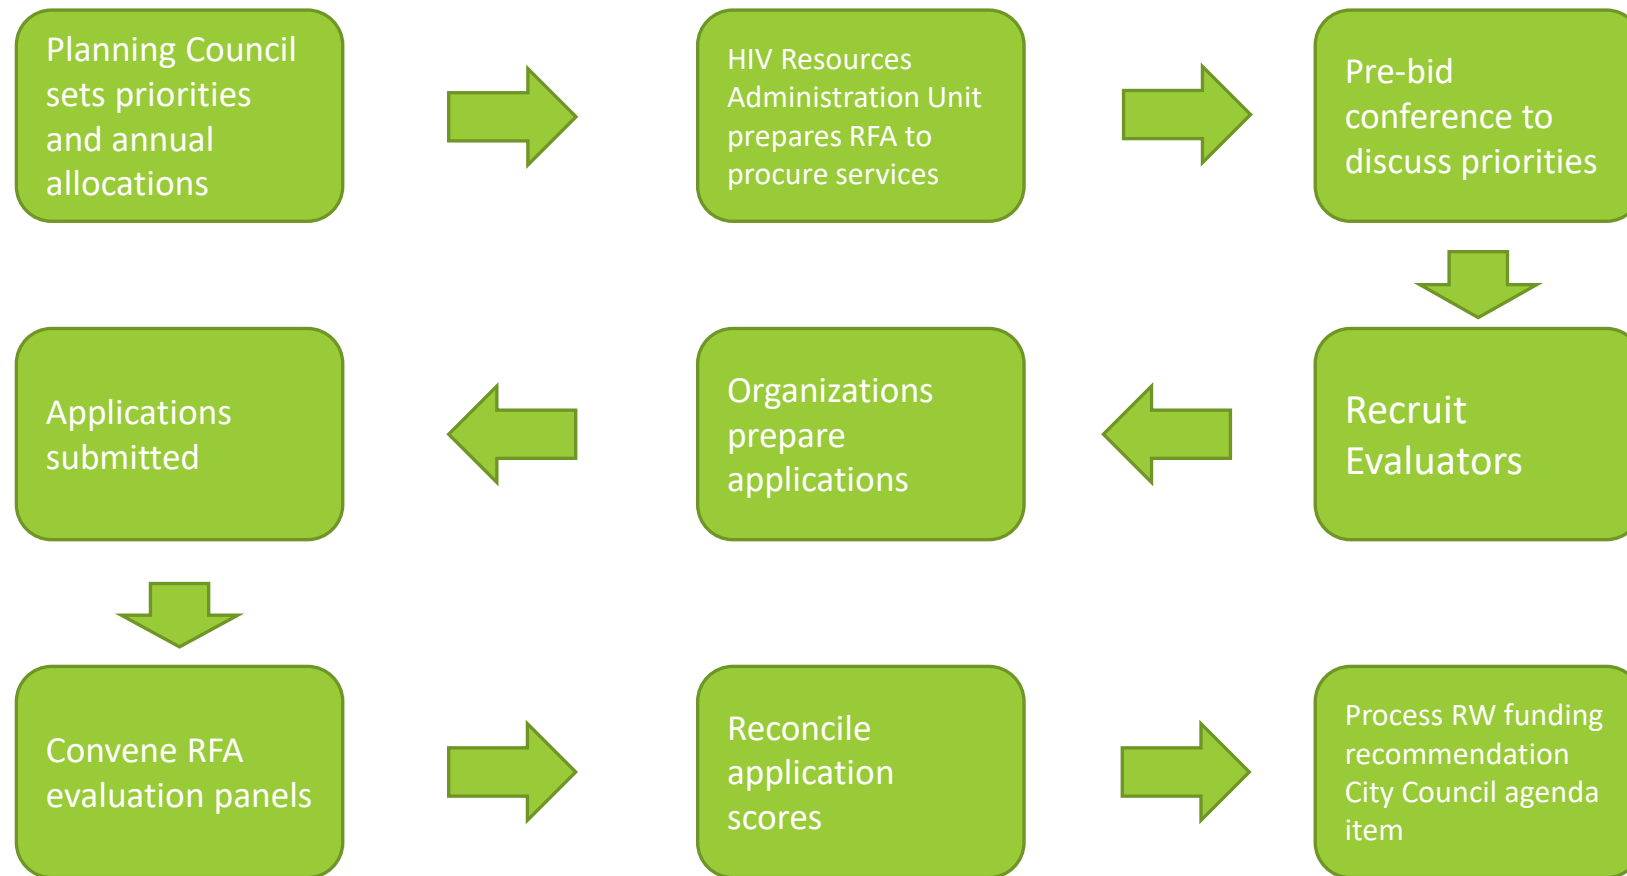 Planning Council
sets priorities
and annual
allocations
HIV Resources
Administration Unit
prepares RFA to
procure services
Pre-bid
conference to
discuss priorities
Recruit
Evaluators
Organizations
prepare
applications
Applications
submitted
Convene RFA
evaluation panels
Reconcile
application
scores
Process RW funding
recommendation
City Council agenda
item